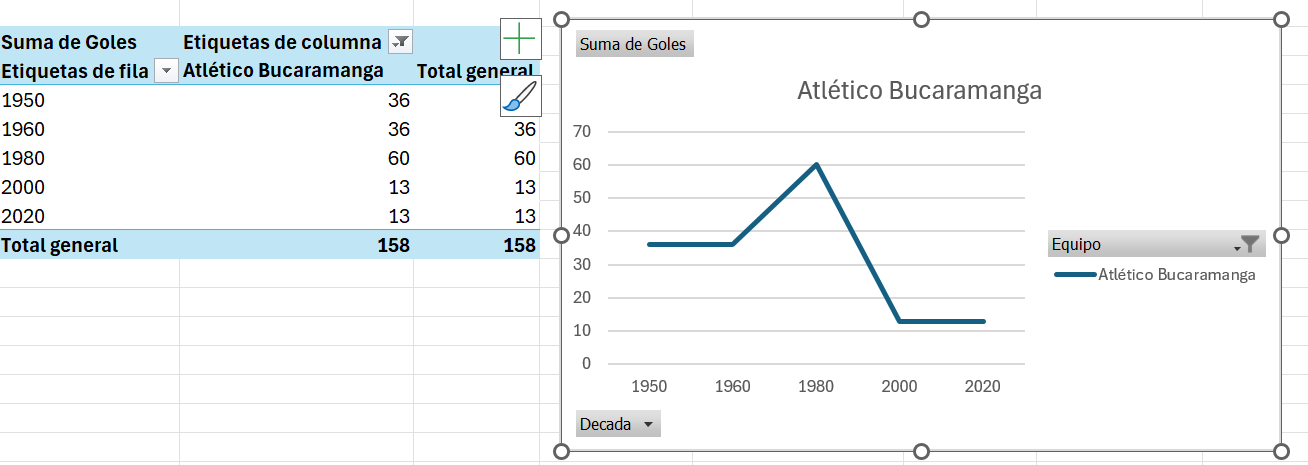 Suma de Goles Etiquetas de columna
Etiquetas de fila Atlético Bucaramanga Total general
1950 36
1960 36 36
1980 60 60
2000 13 13
2020 13 13
Total general 158 158
Suma de Goles
Atlético Bucaramanga
70
60
50
40
30
20
10
0
1950 1960 1980 2000 2020
Equipo
Atlético Bucaramanga
Decada